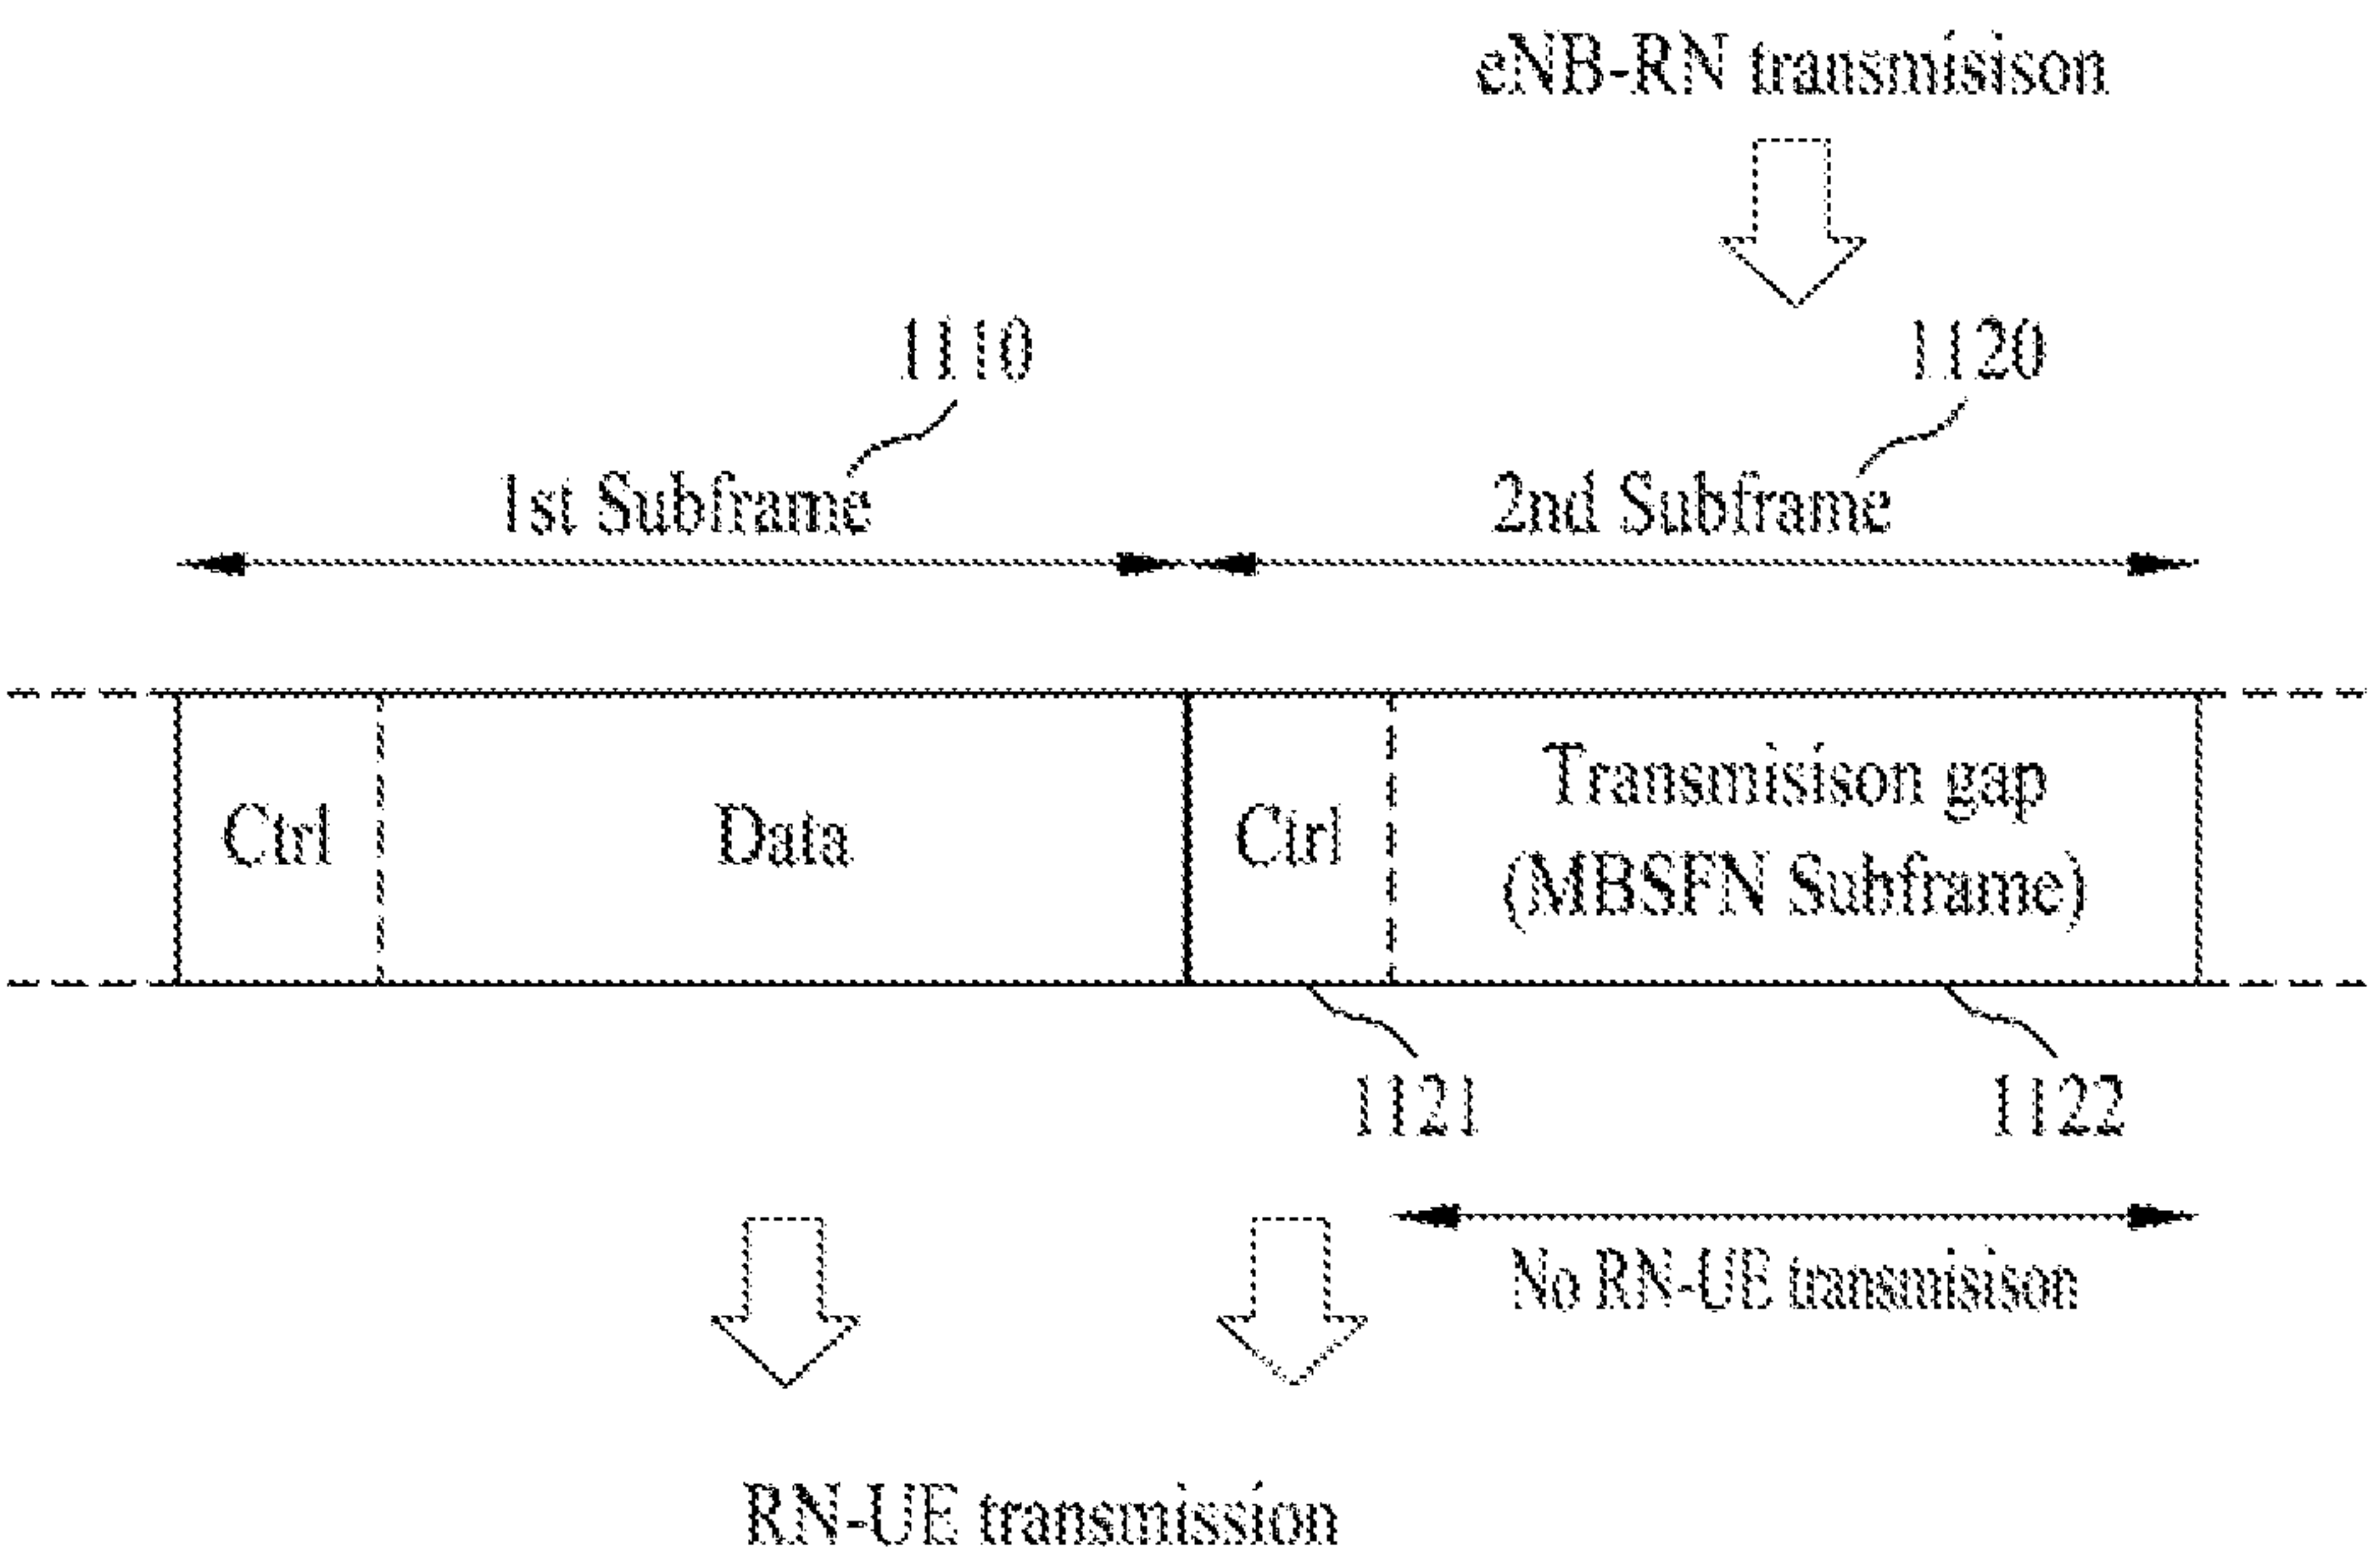 eNB-RN transmisison
1110
1120
1st Subframe
2nd Subframe
Ctrl
Data
Ctrl
Transmisison gap
(MBSFN Subframe)
1121
1122
No RN-UE transmisison
RN-UE transmission